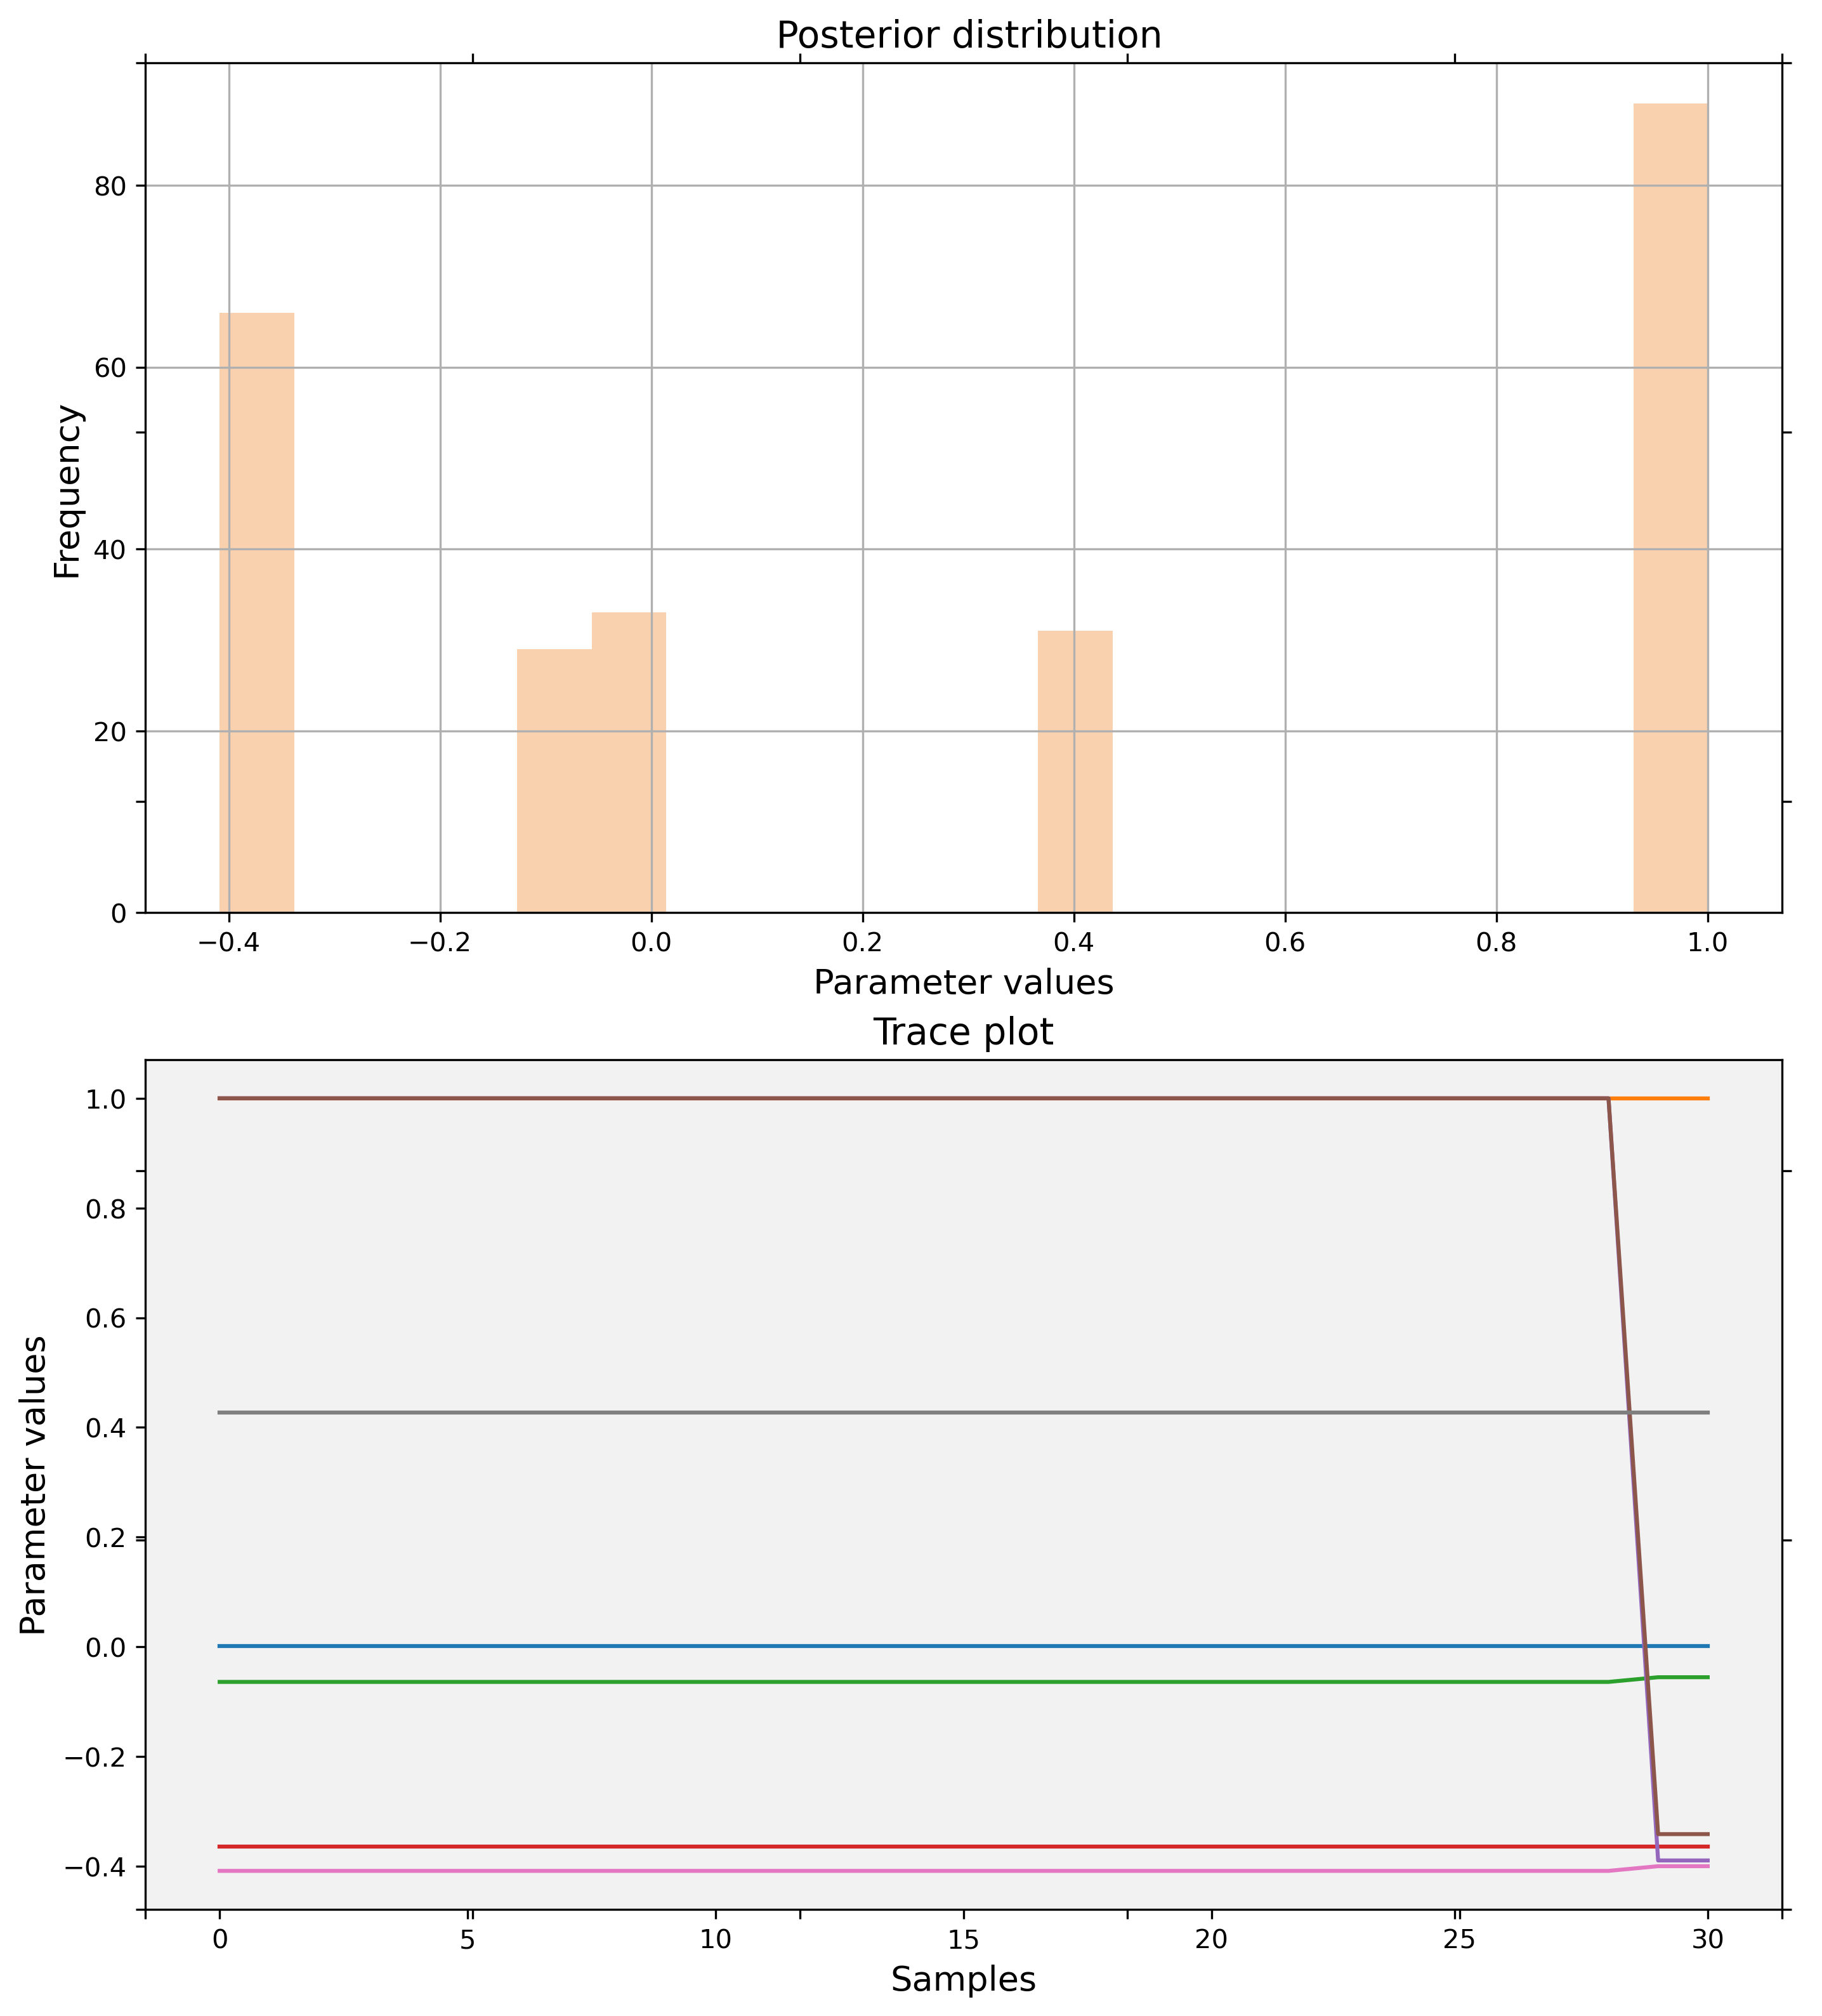 Posterior distribution
80
60
40
20
0
Frequency
−0.4 −0.2 0.0 0.2 0.4 0.6 0.8 1.0
Parameter values
Trace plot
1.0
0.8
0.6
0.4
0.2
0.0
−0.2
−0.4
Parameter values
0 5 10 15 20 25 30
Samples